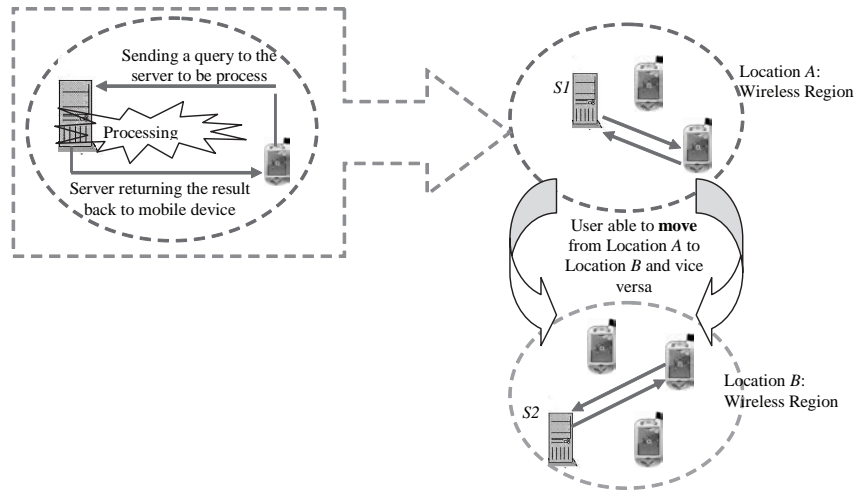 Sending a query to the
server to be process
Processing
Server returning the result
back to mobile device
S1
Location A:
Wireless Region
User able to move
from Location A to
Location B and vice
versa
Location B:
Wireless Region
S2